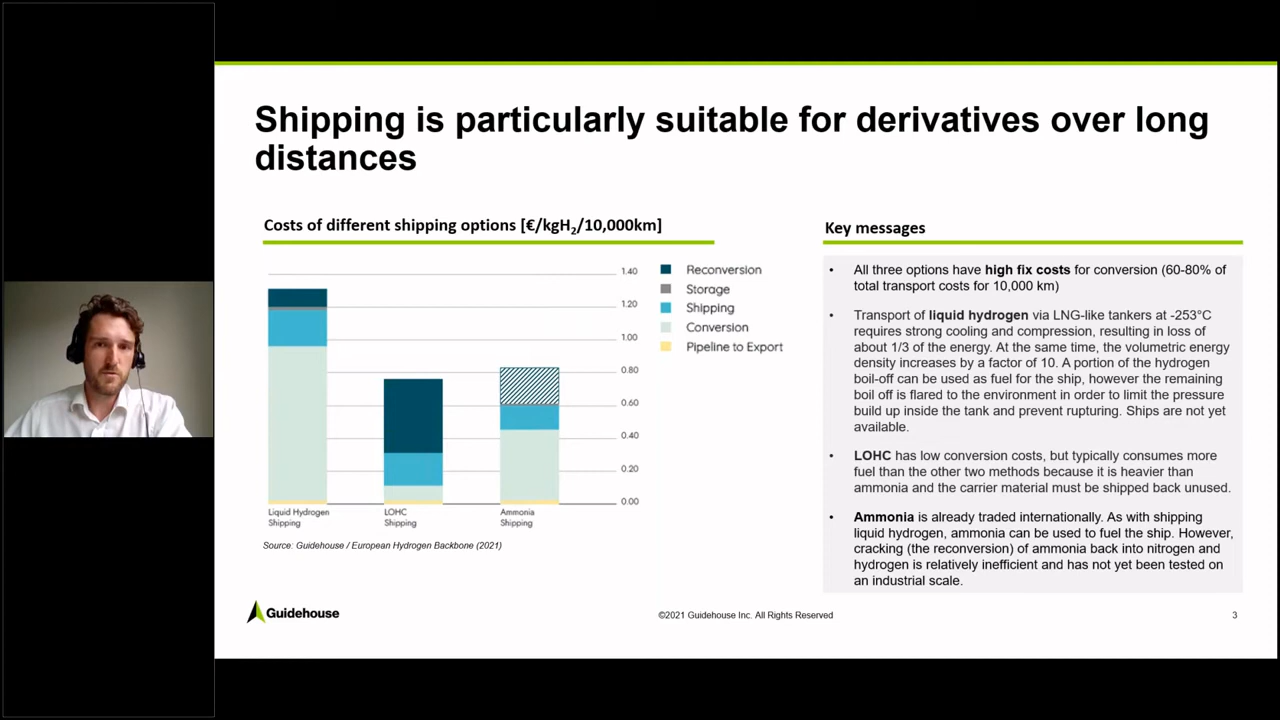 Shipping is particularly suitable for derivatives over long
distances
Costs of different shipping options [€/kgH₂/10,000km]
1.40
1.20
1.00
0.80
0.60
0.40
0.20
0.00
Reconversion
Storage
Shipping
Conversion
Pipeline to Export
Liquid Hydrogen
Shipping
LOHC
Shipping
Ammonia
Shipping
Source: Guidehouse / European Hydrogen Backbone (2021)
Key messages
• All three options have high fix costs for conversion (60-80% of
total transport costs for 10,000 km)
• Transport of liquid hydrogen via LNG-like tankers at -253°C
requires strong cooling and compression, resulting in loss of
about 1/3 of the energy. At the same time, the volumetric energy
density increases by a factor of 10. A portion of the hydrogen
boil-off can be used as fuel for the ship, however the remaining
boil off is flared to the environment in order to limit the pressure
build up inside the tank and prevent rupturing. Ships are not yet
available.
• LOHC has low conversion costs, but typically consumes more
fuel than the other two methods because it is heavier than
ammonia and the carrier material must be shipped back unused.
• Ammonia is already traded internationally. As with shipping
liquid hydrogen, ammonia can be used to fuel the ship. However,
cracking (the reconversion) of ammonia back into nitrogen and
hydrogen is relatively inefficient and has not yet been tested on
an industrial scale.
Guidehouse
©2021 Guidehouse Inc. All Rights Reserved
3